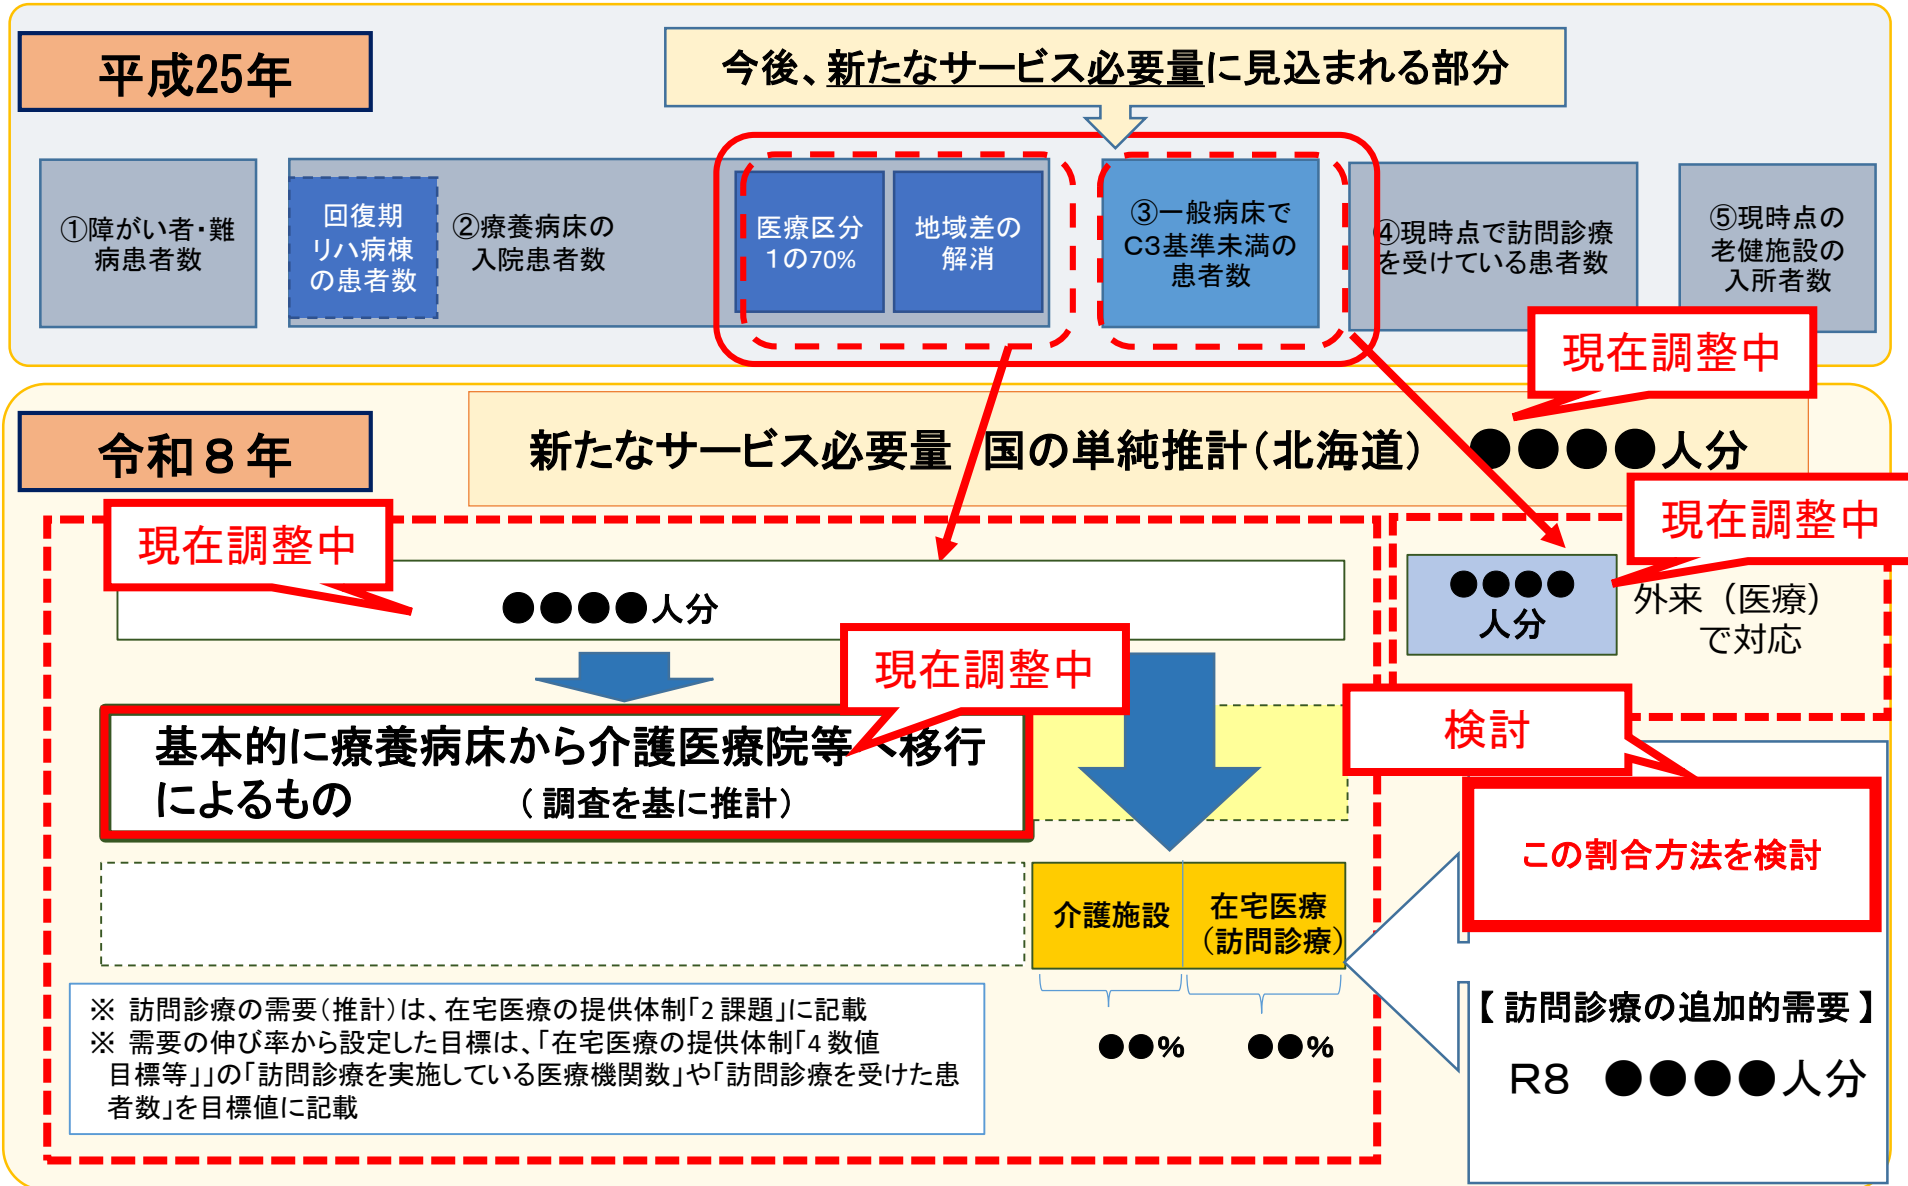 平成25年
今後、新たなサービス必要量に見込まれる部分
①障がい者・難
病患者数
回復期
リハ病棟
の患者数
②療養病床の
入院患者数
医療区分
1の70%
地域差の
解消
③一般病床で
C3基準未満の
患者数
④現時点で訪問診療
を受けている患者数
⑤現時点の
老健施設の
入所者数
現在調整中
令和８年
新たなサービス必要量　国の単純推計(北海道)　●●●●人分
現在調整中
現在調整中
●●●●人分
●●●●
人分
外来（医療）
で対応
現在調整中
検討
基本的に療養病床から介護医療院等へ移行
によるもの　（調査を基に推計）
この割合方法を検討
介護施設
在宅医療
（訪問診療）
●●%
●●%
【訪問診療の追加的需要】
R8　●●●●人分
※ 訪問診療の需要(推計)は、在宅医療の提供体制「2 課題」に記載
※ 需要の伸び率から設定した目標は、「在宅医療の提供体制「4 数値
目標等」」の「訪問診療を実施している医療機関数」や「訪問診療を受けた患
者数」を目標値に記載